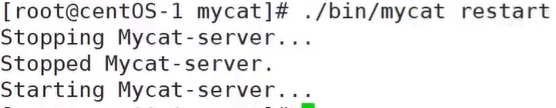 [root@centOS-1 mycat]# ./bin/mycat restart
Stopping Mycat-server...
Stopped Mycat-server.
Starting Mycat-server...